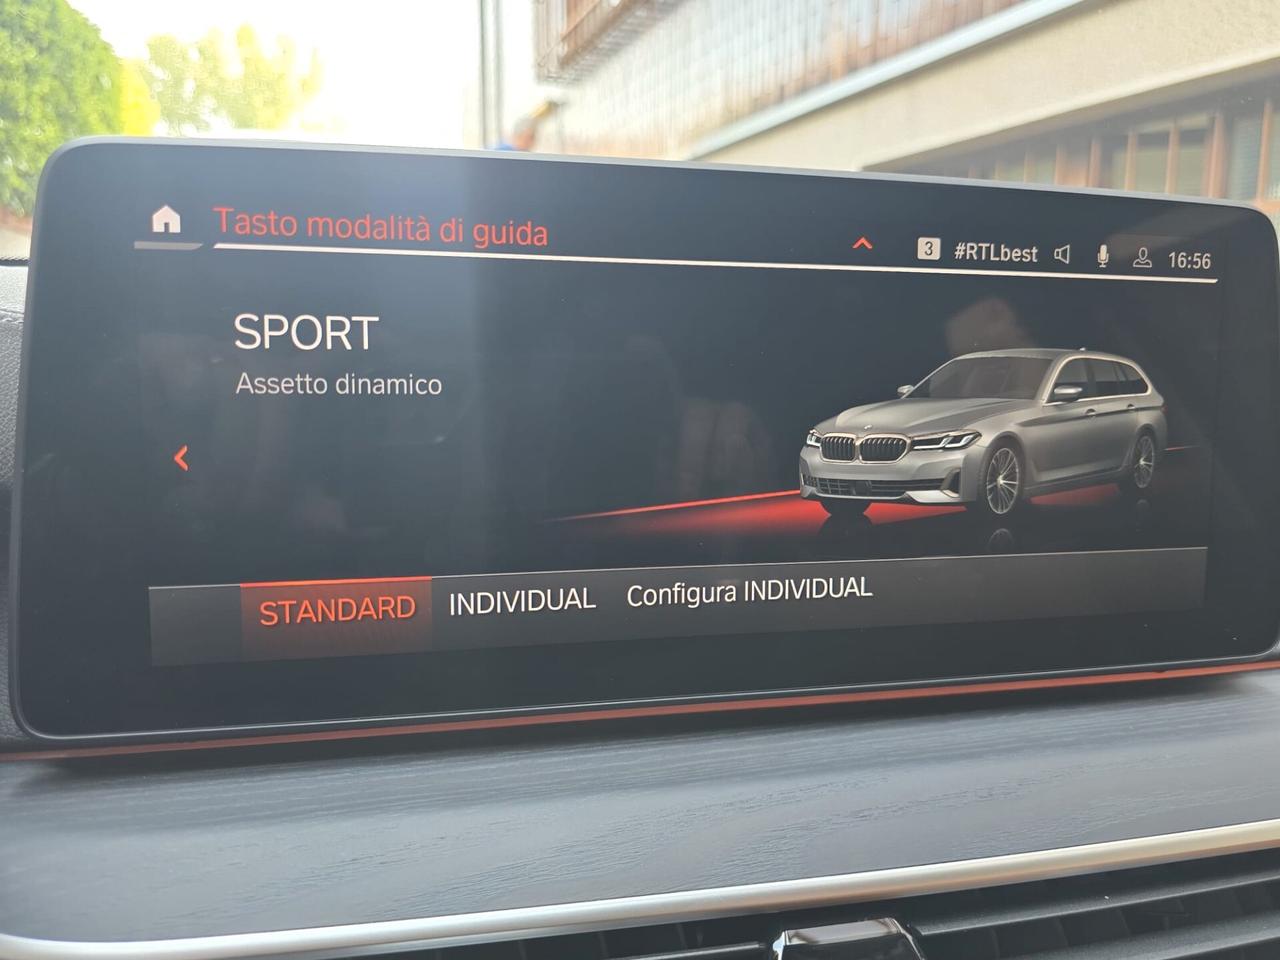 Tasto modalità di guida
3 #RTLbest 16:56
SPORT
Assetto dinamico
STANDARD INDIVIDUAL Configura INDIVIDUAL